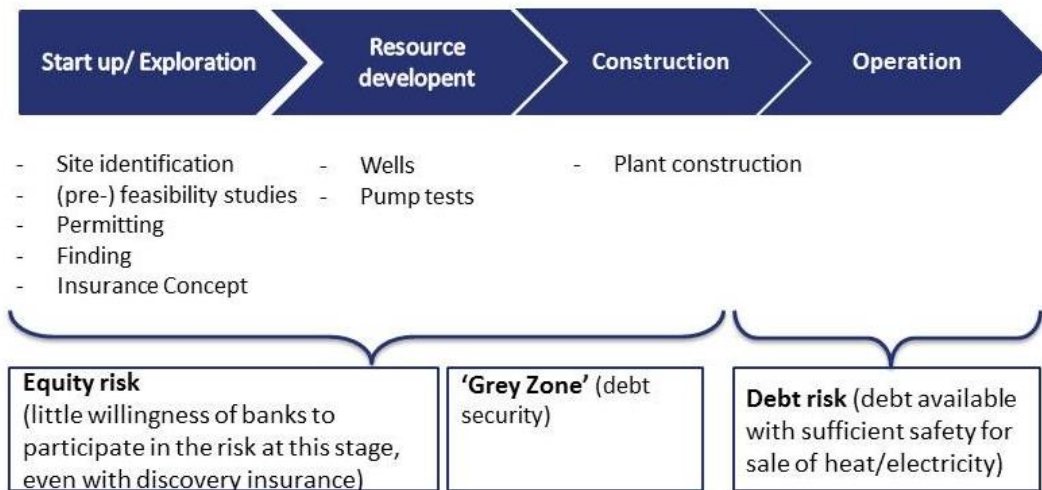 Start up/ Exploration
Resource
developent
Construction
Operation
- Site identification
- (pre-) feasibility studies
- Permitting
- Finding
- Insurance Concept
- Wells
- Pump tests
- Plant construction
Equity risk
(little willingness of banks to
participate in the risk at this stage,
even with discovery insurance)
‘Grey Zone’ (debt
security)
Debt risk (debt available
with sufficient safety for
sale of heat/electricity)